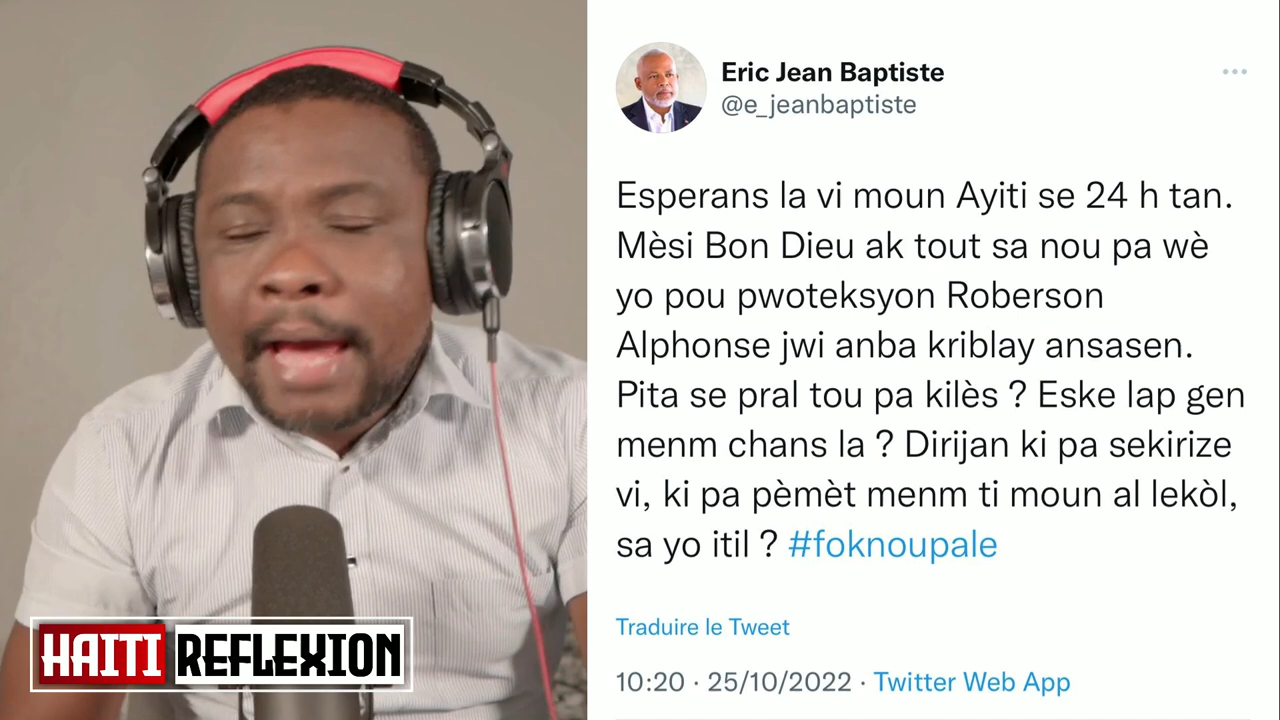 Eric Jean Baptiste
@e_jeanbaptiste
Esperans la vi moun Ayiti se 24 h tan.
Mèsi Bon Dieu ak tout sa nou pa wè
yo pou pwoteksyon Roberson
Alphonse jwi anba kriblay ansasen.
Pita se pral tou pa kilès ? Eske lap gen
menm chans la ? Dirijan ki pa sekirize
vi, ki pa pèmèt menm ti moun al lekòl,
sa yo itil ? #foknoupale
Traduire le Tweet
10:20 · 25/10/2022 · Twitter Web App
HAITI REFLEXION